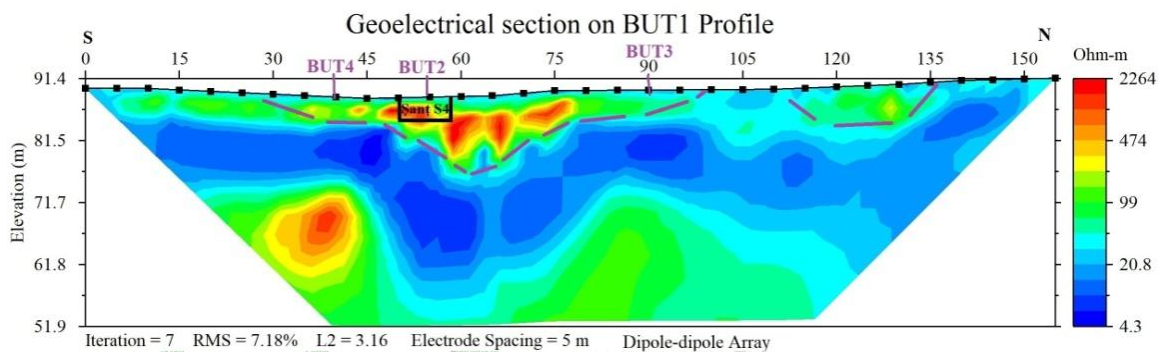 Geoelectrical section on BUT1 Profile
S N
0 15 30 45 60 75 90 105 120 135 150
BUT4 BUT2 BUT3
Ohm-m
91.4 2264
Sant S4
81.5 474
71.7 99
61.8 20.8
51.9 4.3
Elevation (m)
Iteration = 7 RMS = 7.18% L2 = 3.16 Electrode Spacing = 5 m Dipole-dipole Array